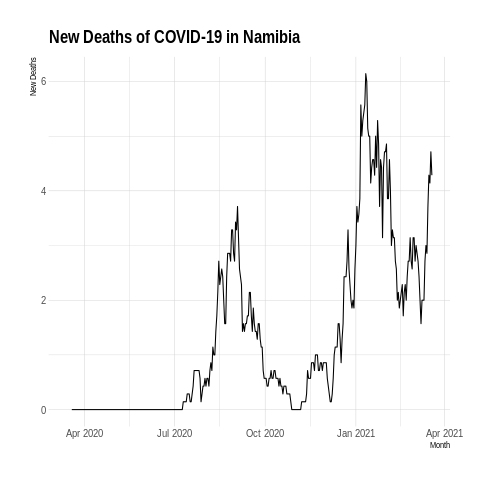 New Deaths of COVID-19 in Namibia
New Deaths
6
4
2
0
Apr 2020 Jul 2020 Oct 2020 Jan 2021 Apr 2021
Month